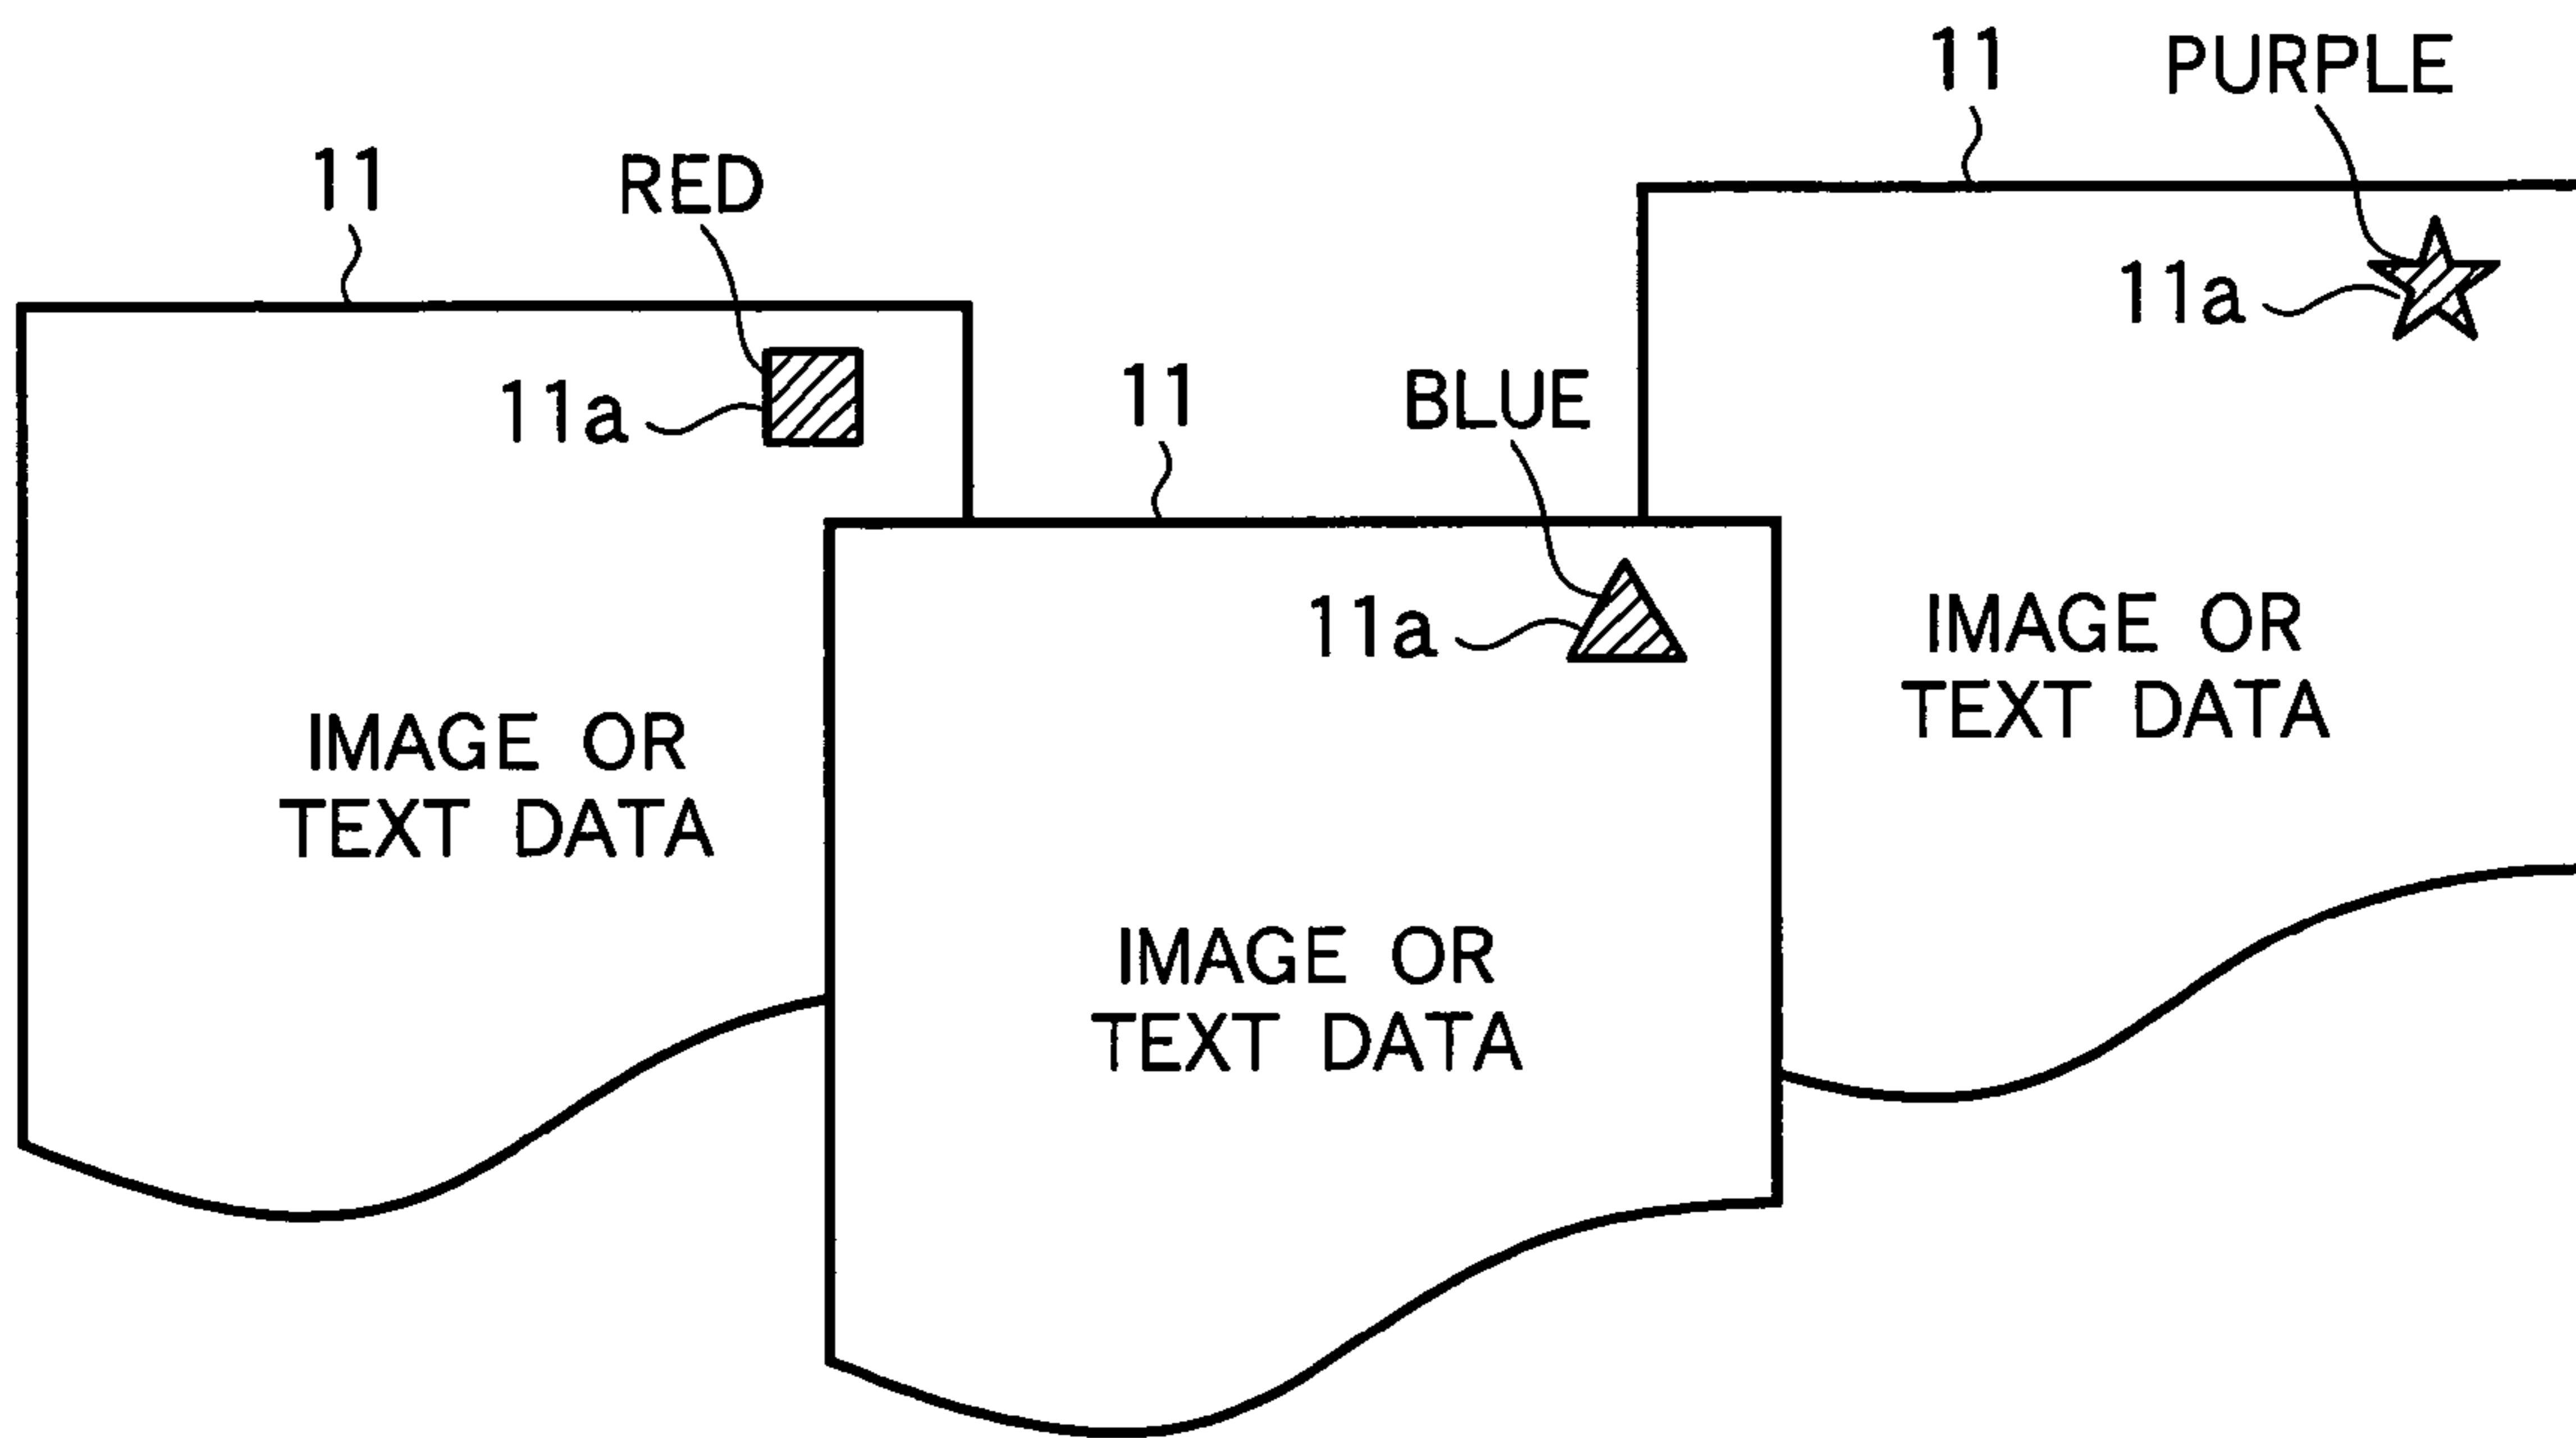 11
RED
11a
IMAGE OR
TEXT DATA
11
BLUE
11a
IMAGE OR
TEXT DATA
11
PURPLE
11a
IMAGE OR
TEXT DATA